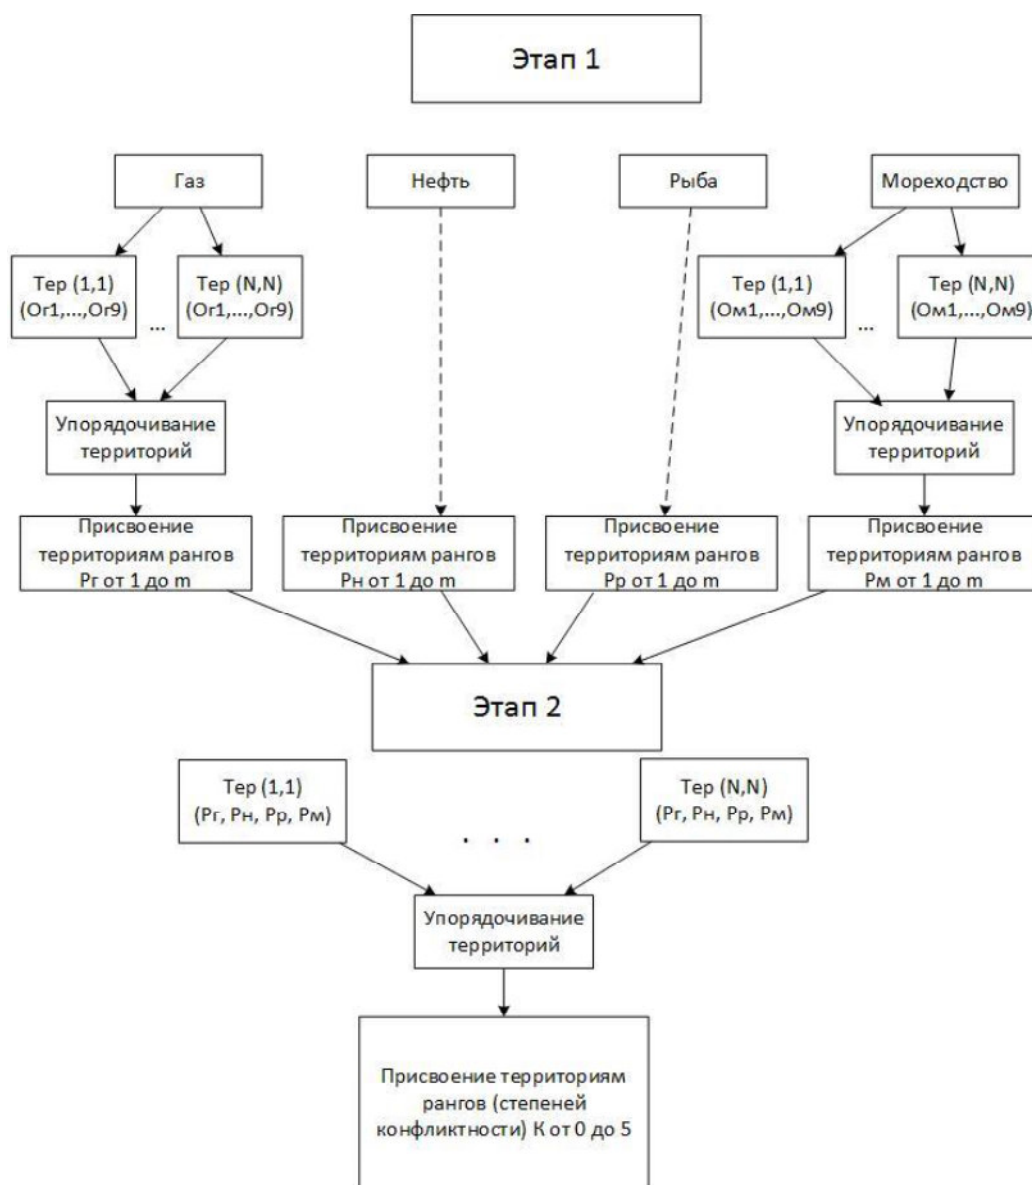 Этап 1
Газ
Нефть
Рыба
Мореходство
Тер (1,1)
(Ог1,...,Ог9)
...
Тер (N,N)
(Ог1,...,Ог9)
Тер (1,1)
(Ом1,...,Ом9)
...
Тер (N,N)
(Ом1,...,Ом9)
Упорядочивание
территорий
Упорядочивание
территорий
Присвоение
территориям рангов
Рг от 1 до m
Присвоение
территориям рангов
Рн от 1 до m
Присвоение
территориям рангов
Рр от 1 до m
Присвоение
территориям рангов
Рм от 1 до m
Этап 2
Тер (1,1)
(Рг, Рн, Рр, Рм)
. . .
Тер (N,N)
(Рг, Рн, Рр, Рм)
Упорядочивание
территорий
Присвоение территориям
рангов (степеней
конфликтности) К от 0 до 5